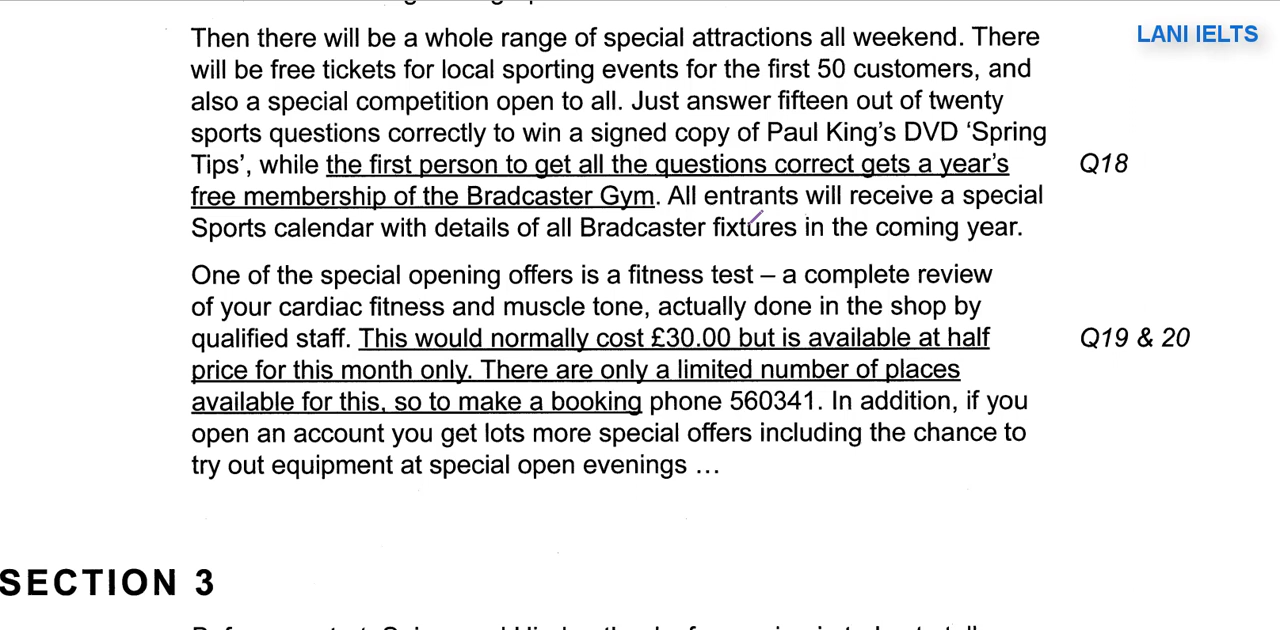 Then there will be a whole range of special attractions all weekend. There
LANI IELTS
will be free tickets for local sporting events for the first 50 customers, and
also a special competition open to all. Just answer fifteen out of twenty
sports questions correctly to win a signed copy of Paul King's DVD ‘Spring
Tips’, while the first person to get all the questions correct gets a year's
Q18
free membership of the Bradcaster Gym. All entrants will receive a special
Sports calendar with details of all Bradcaster fixtures in the coming year.
One of the special opening offers is a fitness test – a complete review
of your cardiac fitness and muscle tone, actually done in the shop by
qualified staff. This would normally cost £30.00 but is available at half
Q19 & 20
price for this month only. There are only a limited number of places
available for this, so to make a booking phone 560341. In addition, if you
open an account you get lots more special offers including the chance to
try out equipment at special open evenings …
SECTION 3